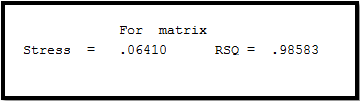 For matrix
Stress = .06410 RSQ = .98583